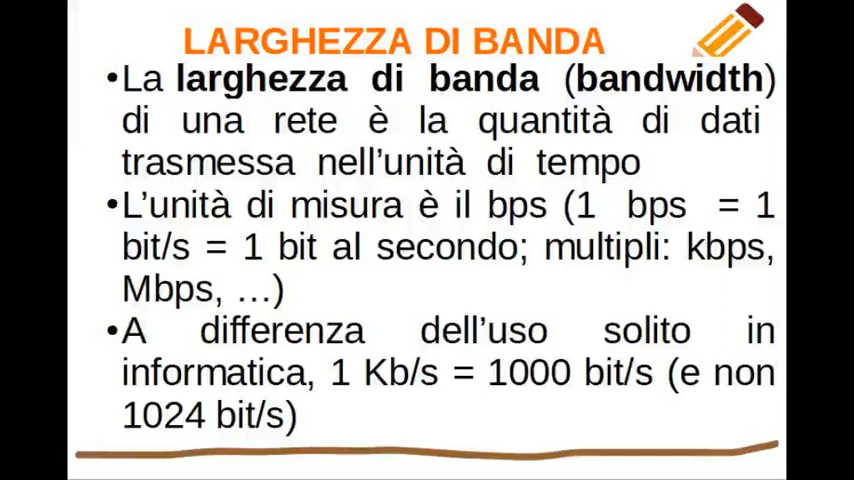 LARGHEZZA DI BANDA
•La larghezza di banda (bandwidth)
di una rete è la quantità di dati
trasmessa nell’unità di tempo
•L’unità di misura è il bps (1 bps = 1
bit/s = 1 bit al secondo; multipli: kbps,
Mbps, …)
•A differenza dell’uso solito in
informatica, 1 Kb/s = 1000 bit/s (e non
1024 bit/s)